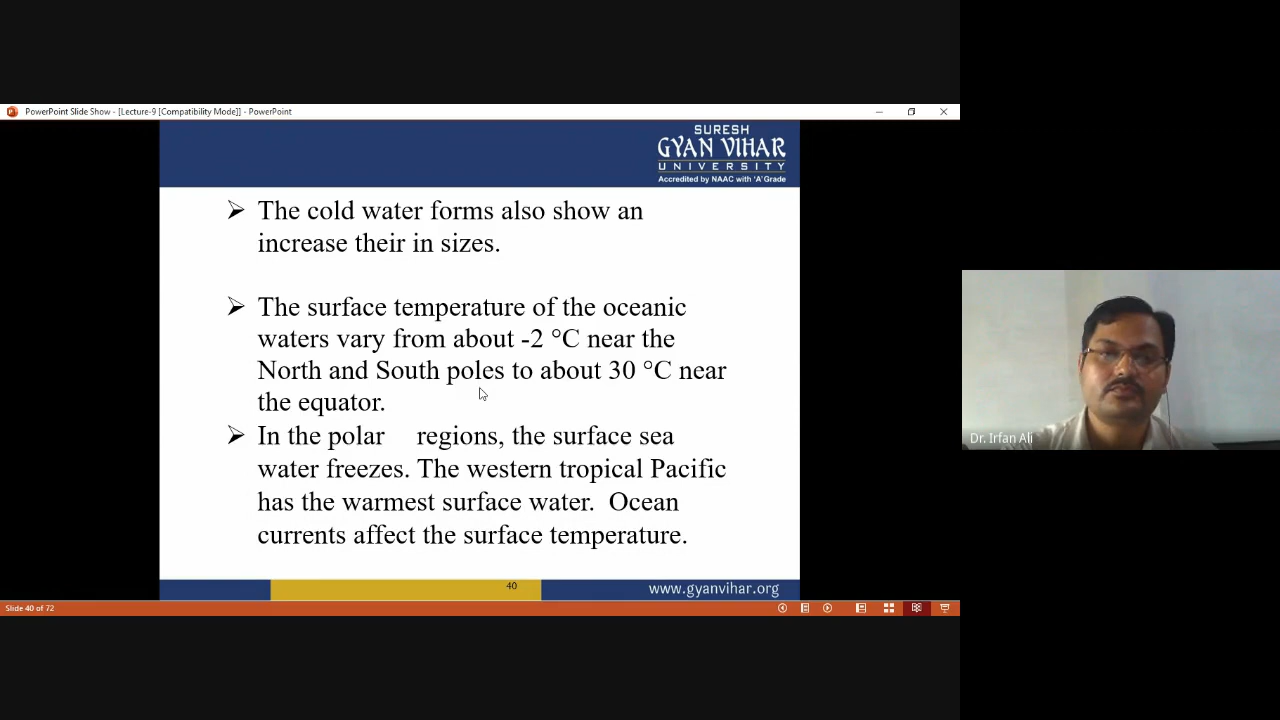 PowerPoint Slide Show - [Lecture-9 [Compatibility Mode]] - PowerPoint
SURESH
GYAN VIHAR
UNIVERSITY
Accredited by NAAC with 'A' Grade
➢ The cold water forms also show an
increase their in sizes.
➢ The surface temperature of the oceanic
waters vary from about -2 °C near the
North and South poles to about 30 °C near
the equator.
➢ In the polar regions, the surface sea
water freezes. The western tropical Pacific
has the warmest surface water. Ocean
currents affect the surface temperature.
Dr. Irfan Ali
40
www.gyanvihar.org
Slide 40 of 72